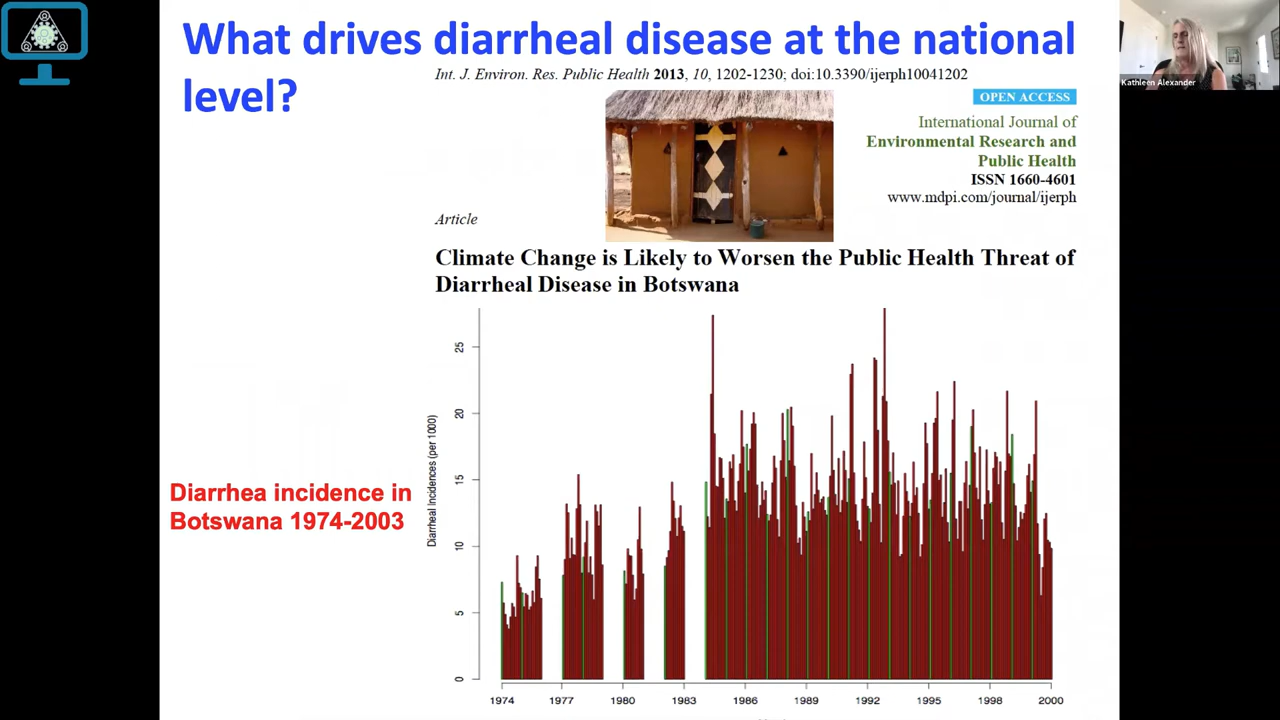 What drives diarrheal disease at the national
level?
Int. J. Environ. Res. Public Health 2013, 10, 1202-1230; doi:10.3390/ijerph10041202
OPEN ACCESS
International Journal of
Environmental Research and
Public Health
ISSN 1660-4601
www.mdpi.com/journal/ijerph
Kathleen Alexander
Article
Climate Change is Likely to Worsen the Public Health Threat of
Diarrheal Disease in Botswana
Diarrhea incidence in
Botswana 1974-2003
Diarrheal Incidences (per 1000)
25
20
15
10
5
0
1974 1977 1980 1983 1986 1989 1992 1995 1998 2000